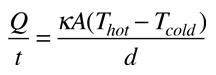 Q/t = κA(T_hot − T_cold)/d